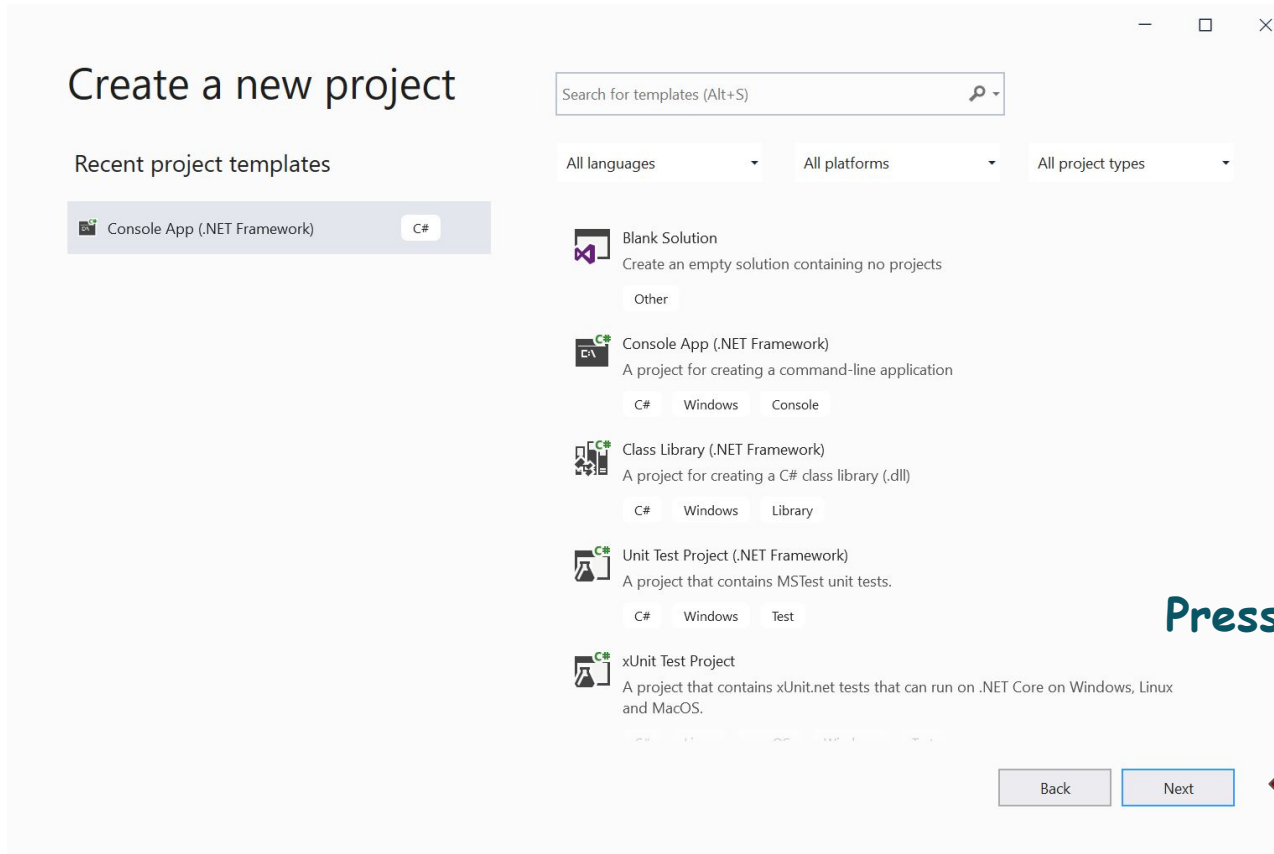 Create a new project
Search for templates (Alt+S)
Recent project templates
All languages
All platforms
All project types
Console App (.NET Framework)
C#
Blank Solution
Create an empty solution containing no projects
Other
Console App (.NET Framework)
A project for creating a command-line application
C# Windows Console
Class Library (.NET Framework)
A project for creating a C# class library (.dll)
C# Windows Library
Unit Test Project (.NET Framework)
A project that contains MSTest unit tests.
C# Windows Test
xUnit Test Project
A project that contains xUnit.net tests that can run on .NET Core on Windows, Linux
and MacOS.
Press
Back
Next